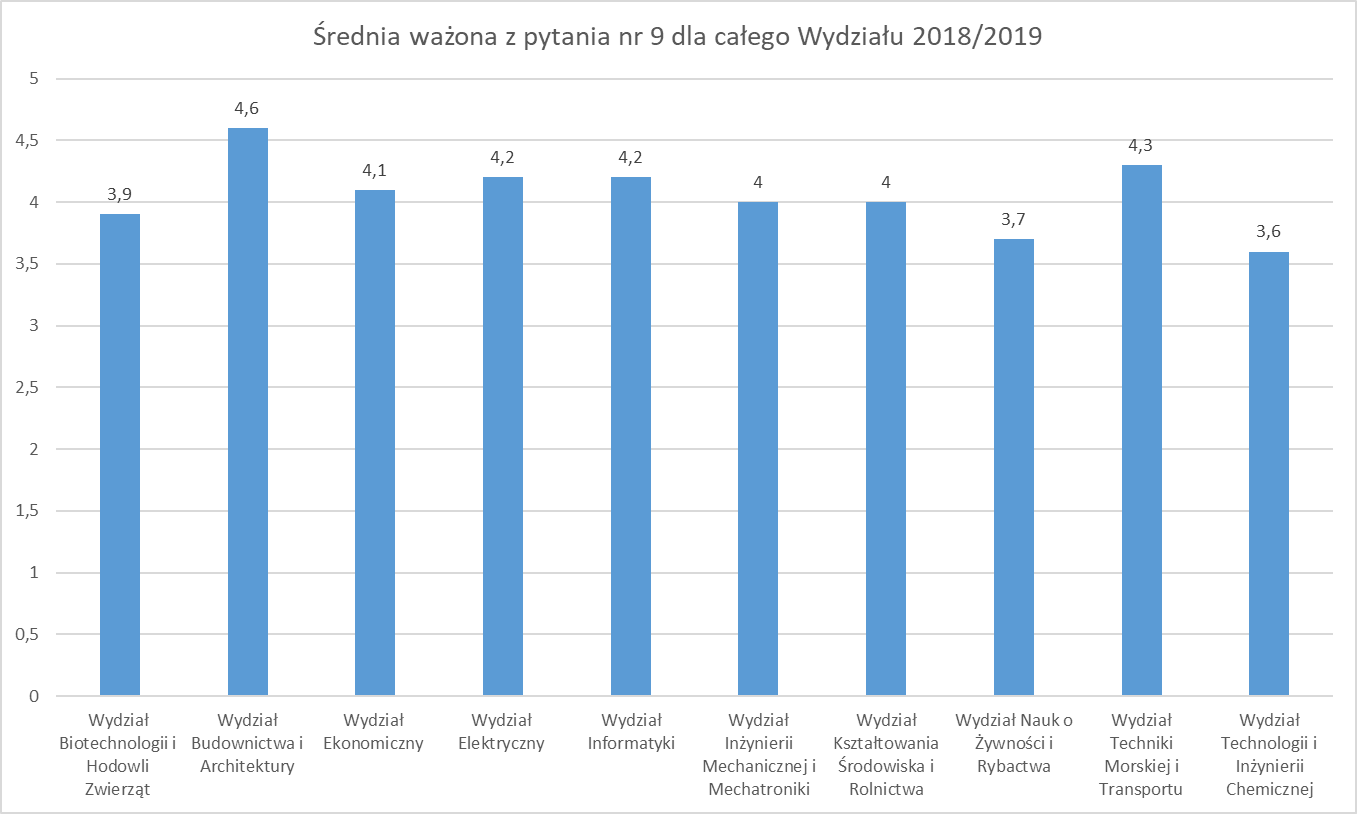 Średnia ważona z pytania nr 9 dla całego Wydziału 2018/2019
5
4,5
4
3,5
3
2,5
2
1,5
1
0,5
0
3,9
4,6
4,1
4,2
4,2
4
4
3,7
4,3
3,6
Wydział
Biotechnologii i
Hodowli
Zwierząt
Wydział
Budownictwa i
Architektury
Wydział
Ekonomiczny
Wydział
Elektryczny
Wydział
Informatyki
Wydział
Inżynierii
Mechanicznej i
Mechatroniki
Wydział
Kształtowania
Środowiska i
Rolnictwa
Wydział Nauk o
Żywności i
Rybactwa
Wydział
Techniki
Morskiej i
Transportu
Wydział
Technologii i
Inżynierii
Chemicznej